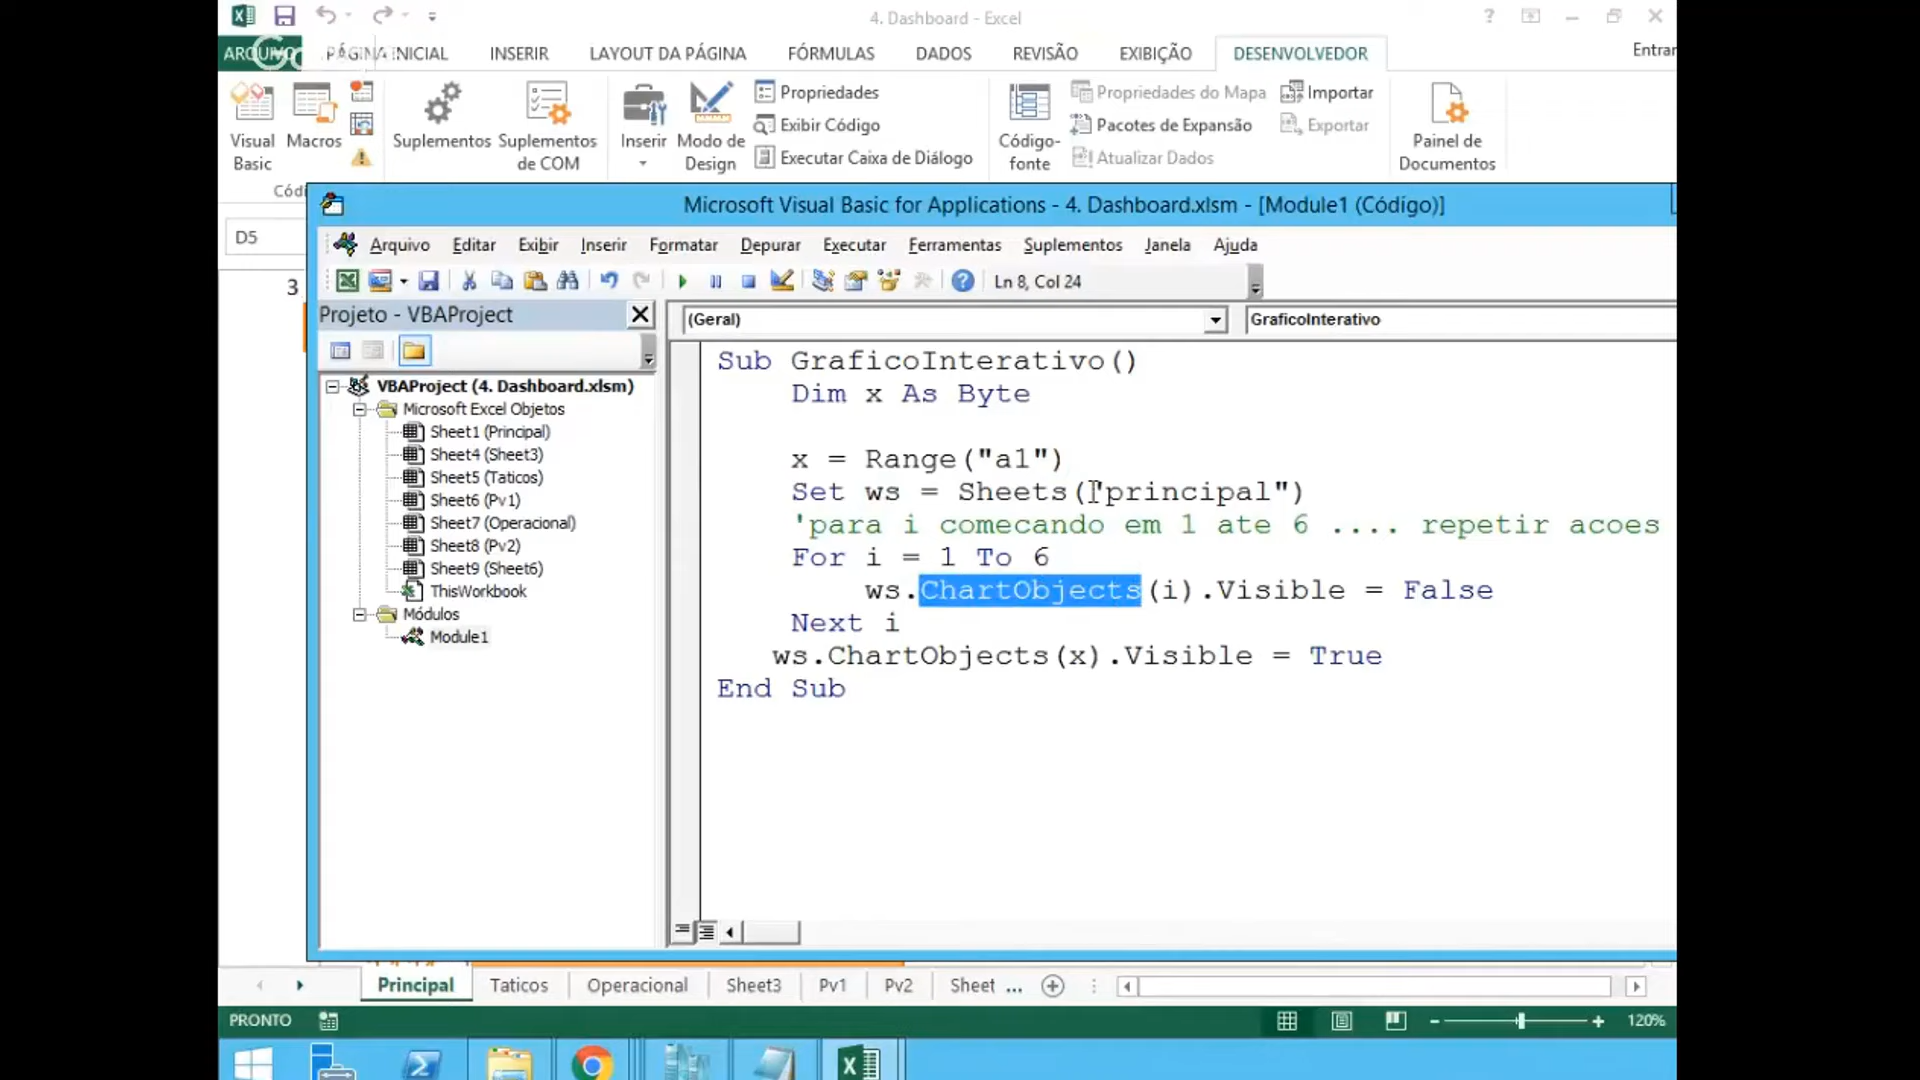 4. Dashboard - Excel
ARQUIVO PÁGINA INICIAL INSERIR LAYOUT DA PÁGINA FÓRMULAS DADOS REVISÃO EXIBIÇÃO DESENVOLVEDOR Entrar
Visual Basic
Macros
Suplementos
Suplementos de COM
Inserir
Modo de Design
Propriedades
Exibir Código
Executar Caixa de Diálogo
Código-fonte
Propriedades do Mapa
Pacotes de Expansão
Atualizar Dados
Importar
Exportar
Painel de Documentos
Códi
D5
3
Microsoft Visual Basic for Applications - 4. Dashboard.xlsm - [Module1 (Código)]
Arquivo Editar Exibir Inserir Formatar Depurar Executar Ferramentas Suplementos Janela Ajuda
Ln 8, Col 24
Projeto - VBAProject
VBAProject (4. Dashboard.xlsm)
Microsoft Excel Objetos
Sheet1 (Principal)
Sheet4 (Sheet3)
Sheet5 (Taticos)
Sheet6 (Pv1)
Sheet7 (Operacional)
Sheet8 (Pv2)
Sheet9 (Sheet6)
ThisWorkbook
Módulos
Module1
(Geral) GraficoInterativo
Sub GraficoInterativo()
Dim x As Byte
x = Range("a1")
Set ws = Sheets("principal")
'para i comecando em 1 ate 6 .... repetir acoes
For i = 1 To 6
ws.ChartObjects(i).Visible = False
Next i
ws.ChartObjects(x).Visible = True
End Sub
Principal Taticos Operacional Sheet3 Pv1 Pv2 Sheet ...
PRONTO 120%